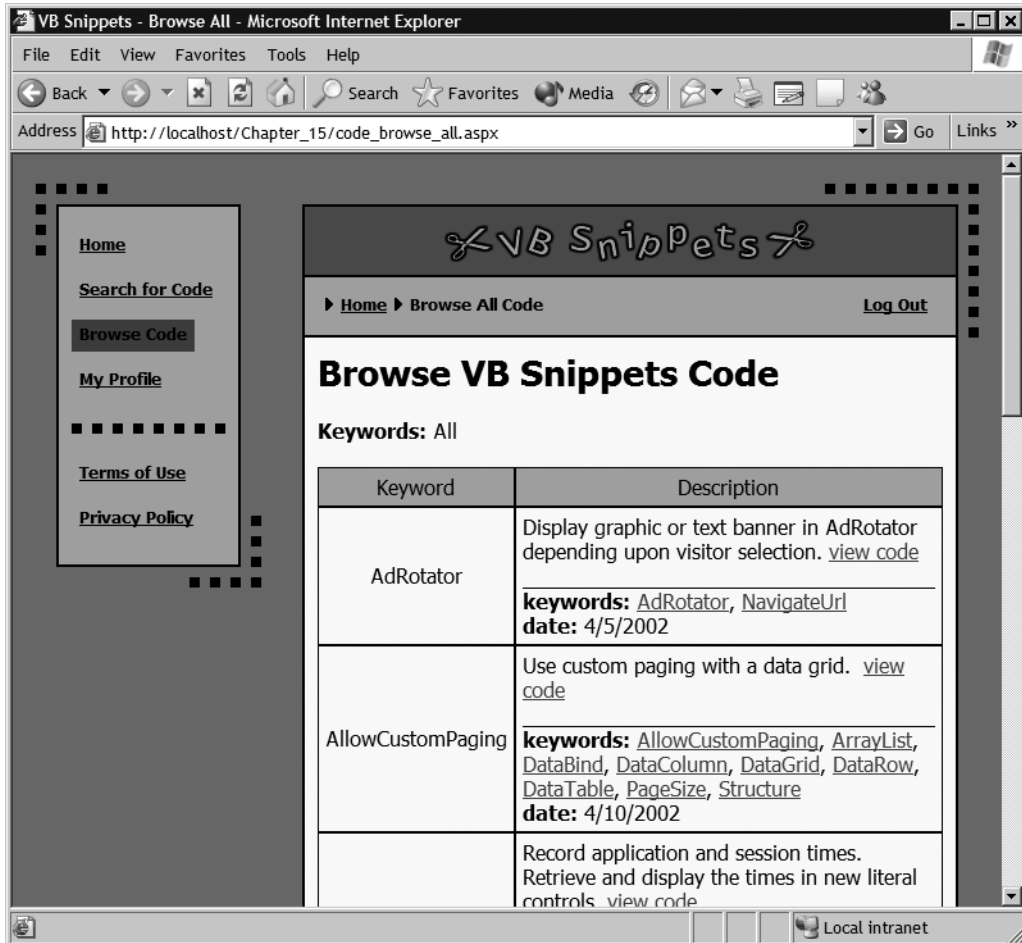 VB Snippets - Browse All - Microsoft Internet Explorer
File Edit View Favorites Tools Help
Back Search Favorites Media
Address http://localhost/Chapter_15/code_browse_all.aspx Go Links »
VB Snippets
Home
Search for Code
Browse Code
My Profile
Terms of Use
Privacy Policy
Home Browse All Code Log Out
Browse VB Snippets Code
Keywords: All
Keyword Description
AdRotator
Display graphic or text banner in AdRotator
depending upon visitor selection. view code
keywords: AdRotator, NavigateUrl
date: 4/5/2002
AllowCustomPaging
Use custom paging with a data grid. view
code
keywords: AllowCustomPaging, ArrayList,
DataBind, DataColumn, DataGrid, DataRow,
DataTable, PageSize, Structure
date: 4/10/2002
Record application and session times.
Retrieve and display the times in new literal
controls. view code
Local intranet